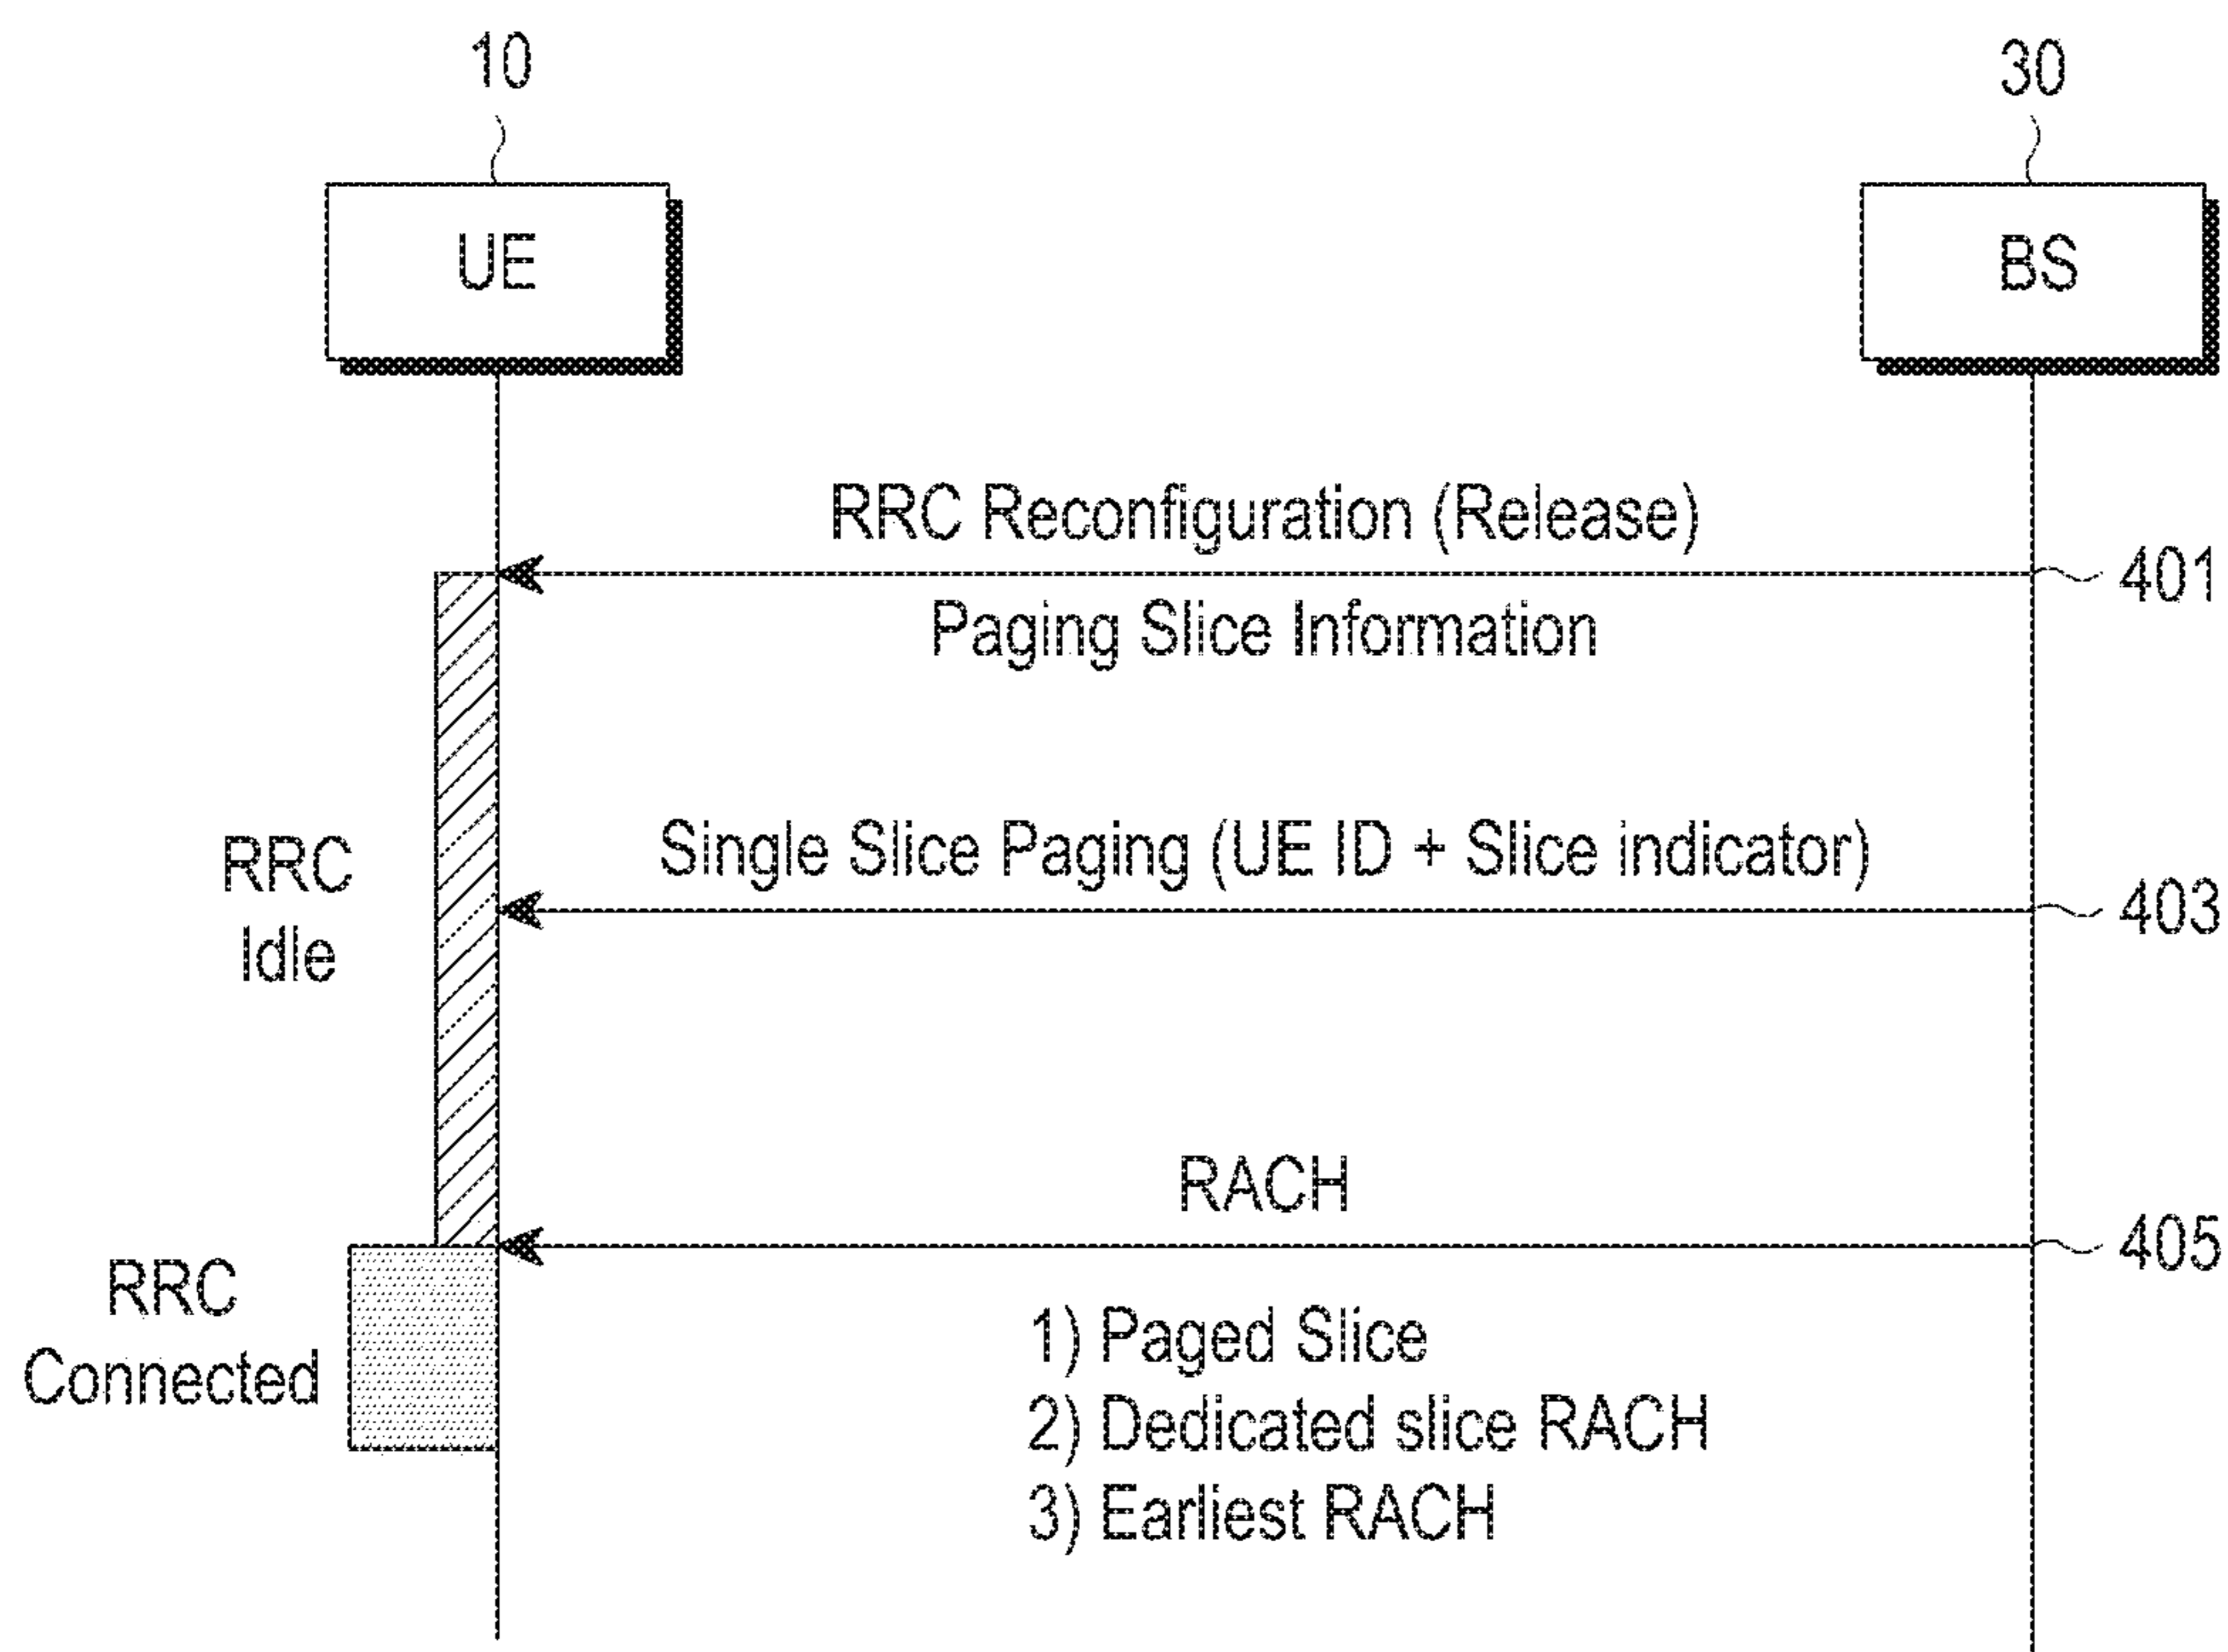 10
30
UE
BS
RRC Reconfiguration (Release)
401
Paging Slice Information
Single Slice Paging (UE ID + Slice indicator)
403
RRC
Idle
RACH
405
RRC
Connected
1) Paged Slice
2) Dedicated slice RACH
3) Earliest RACH